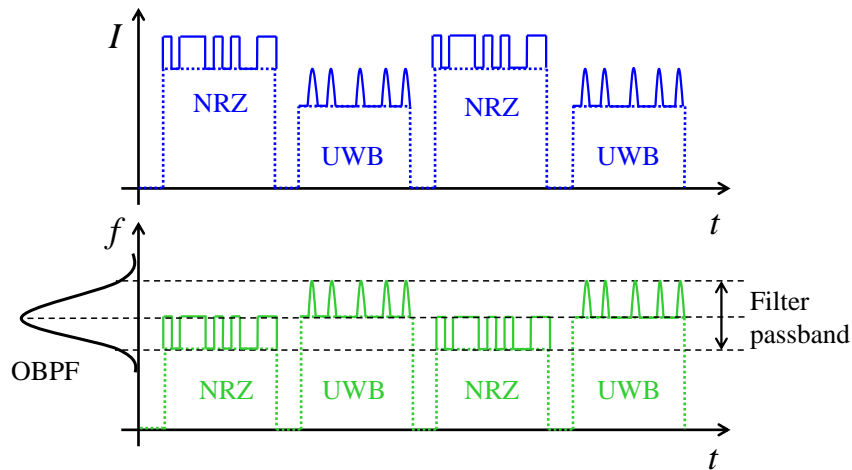 I
NRZ
UWB
NRZ
UWB
t
f
Filter
passband
OBPF
NRZ
UWB
NRZ
UWB
t